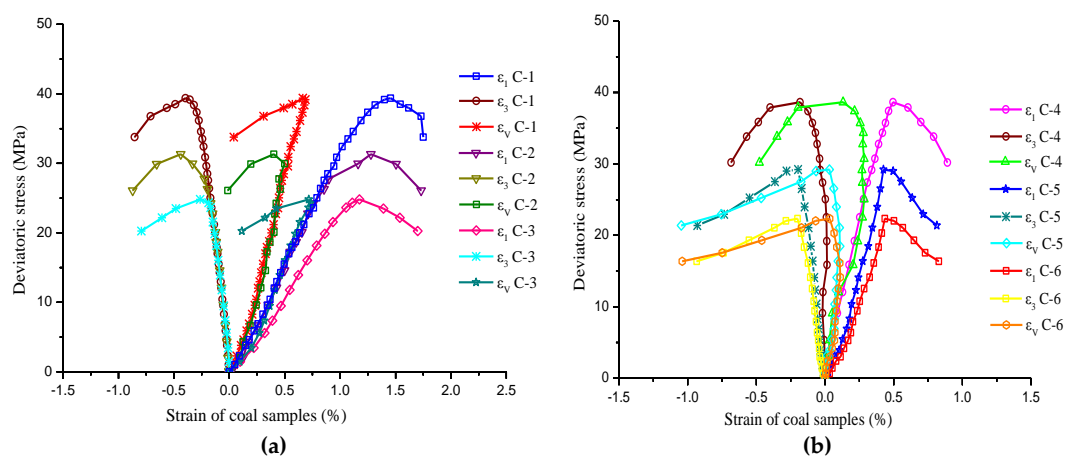 50
40
30
20
10
0
Deviatoric stress (MPa)
-1.5 -1.0 -0.5 0.0 0.5 1.0 1.5 2.0 2.5
Strain of coal samples (%)
(a)
ε₁ C-1
ε₃ C-1
εᵥ C-1
ε₁ C-2
ε₃ C-2
εᵥ C-2
ε₁ C-3
ε₃ C-3
εᵥ C-3
50
40
30
20
10
0
Deviatoric stress (MPa)
-1.5 -1.0 -0.5 0.0 0.5 1.0 1.5
Strain of coal samples (%)
(b)
ε₁ C-4
ε₃ C-4
εᵥ C-4
ε₁ C-5
ε₃ C-5
εᵥ C-5
ε₁ C-6
ε₃ C-6
εᵥ C-6